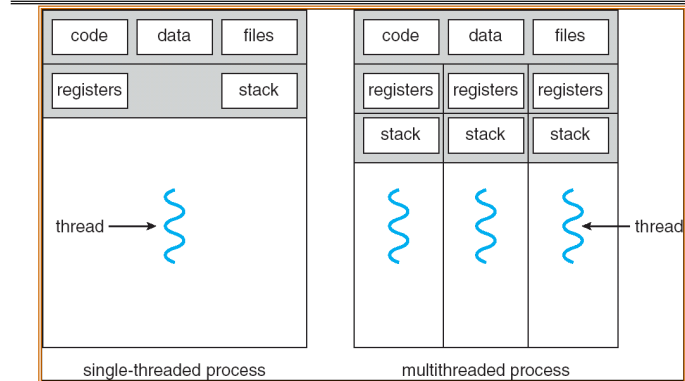 code data files code data files
registers stack registers registers registers
stack stack stack
thread thread
single-threaded process multithreaded process